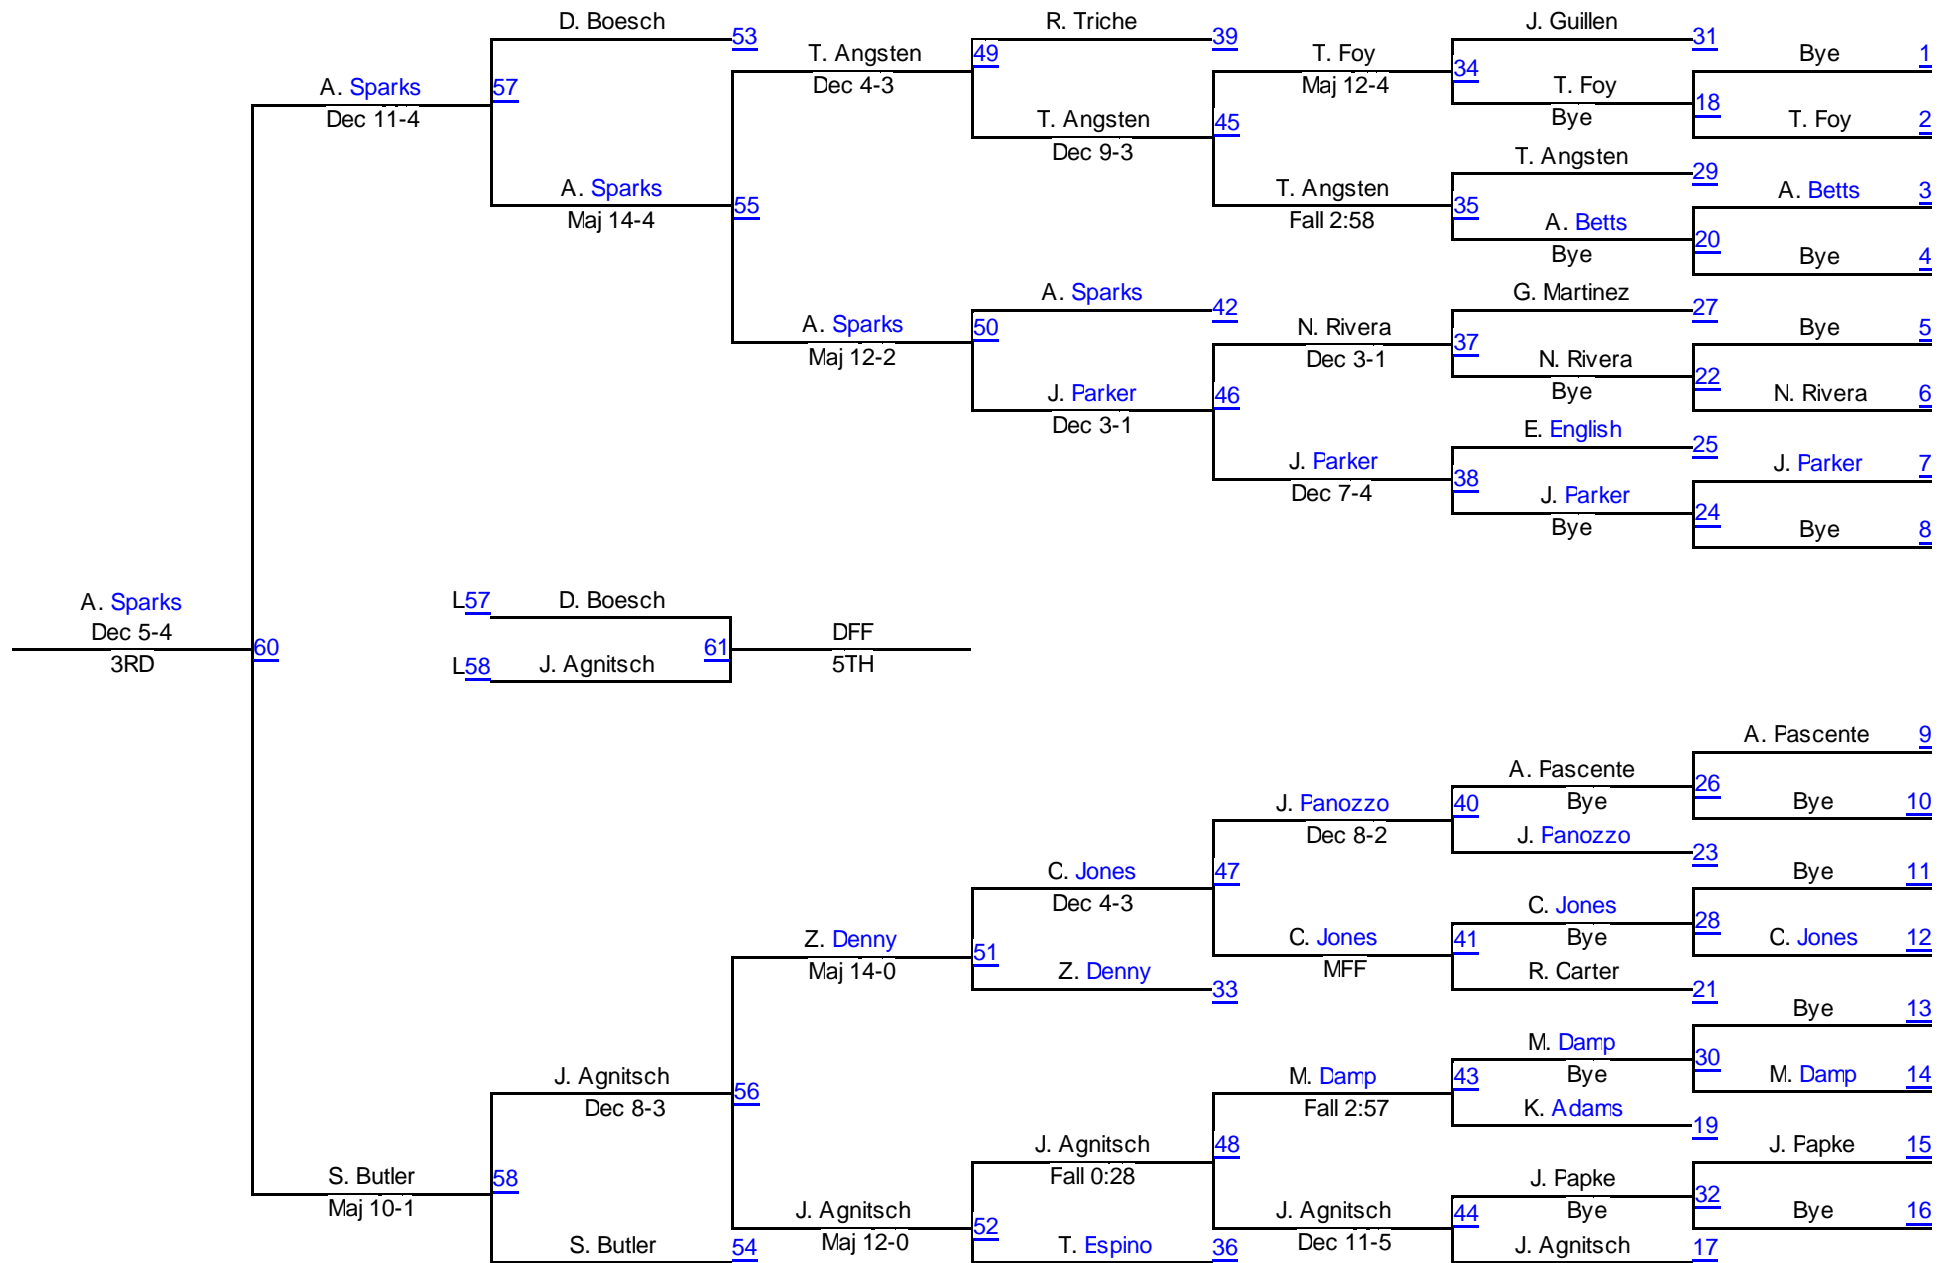 D. Boesch
R. Triche
J. Guillen
53
39
31
T. Angsten
49
T. Foy
Bye
1
Dec 4-3
Maj 12-4
34
A. Sparks
57
T. Foy
18
Dec 11-4
T. Angsten
45
Bye
T. Foy
2
Dec 9-3
T. Angsten
29
A. Sparks
55
T. Angsten
35
A. Betts
3
Maj 14-4
Fall 2:58
A. Betts
20
Bye
Bye
4
A. Sparks
42
G. Martinez
27
A. Sparks
50
N. Rivera
37
Bye
5
Maj 12-2
Dec 3-1
N. Rivera
22
J. Parker
46
Bye
N. Rivera
6
Dec 3-1
E. English
25
J. Parker
38
J. Parker
7
Dec 7-4
J. Parker
24
Bye
Bye
8
A. Sparks
L57
D. Boesch
Dec 5-4
60
61
DFF
3RD
L58
J. Agnitsch
5TH
A. Pascente
9
A. Pascente
26
J. Panozzo
40
Bye
Bye
10
Dec 8-2
J. Panozzo
23
C. Jones
47
Bye
11
Dec 4-3
C. Jones
28
Z. Denny
51
C. Jones
41
Bye
C. Jones
12
Maj 14-0
MFF
Z. Denny
33
R. Carter
21
Bye
13
M. Damp
30
J. Agnitsch
56
M. Damp
43
Bye
M. Damp
14
Dec 8-3
Fall 2:57
K. Adams
19
J. Agnitsch
48
J. Papke
15
S. Butler
58
Fall 0:28
J. Papke
32
Maj 10-1
J. Agnitsch
52
J. Agnitsch
44
Bye
Bye
16
Maj 12-0
Dec 11-5
S. Butler
54
T. Espino
36
J. Agnitsch
17